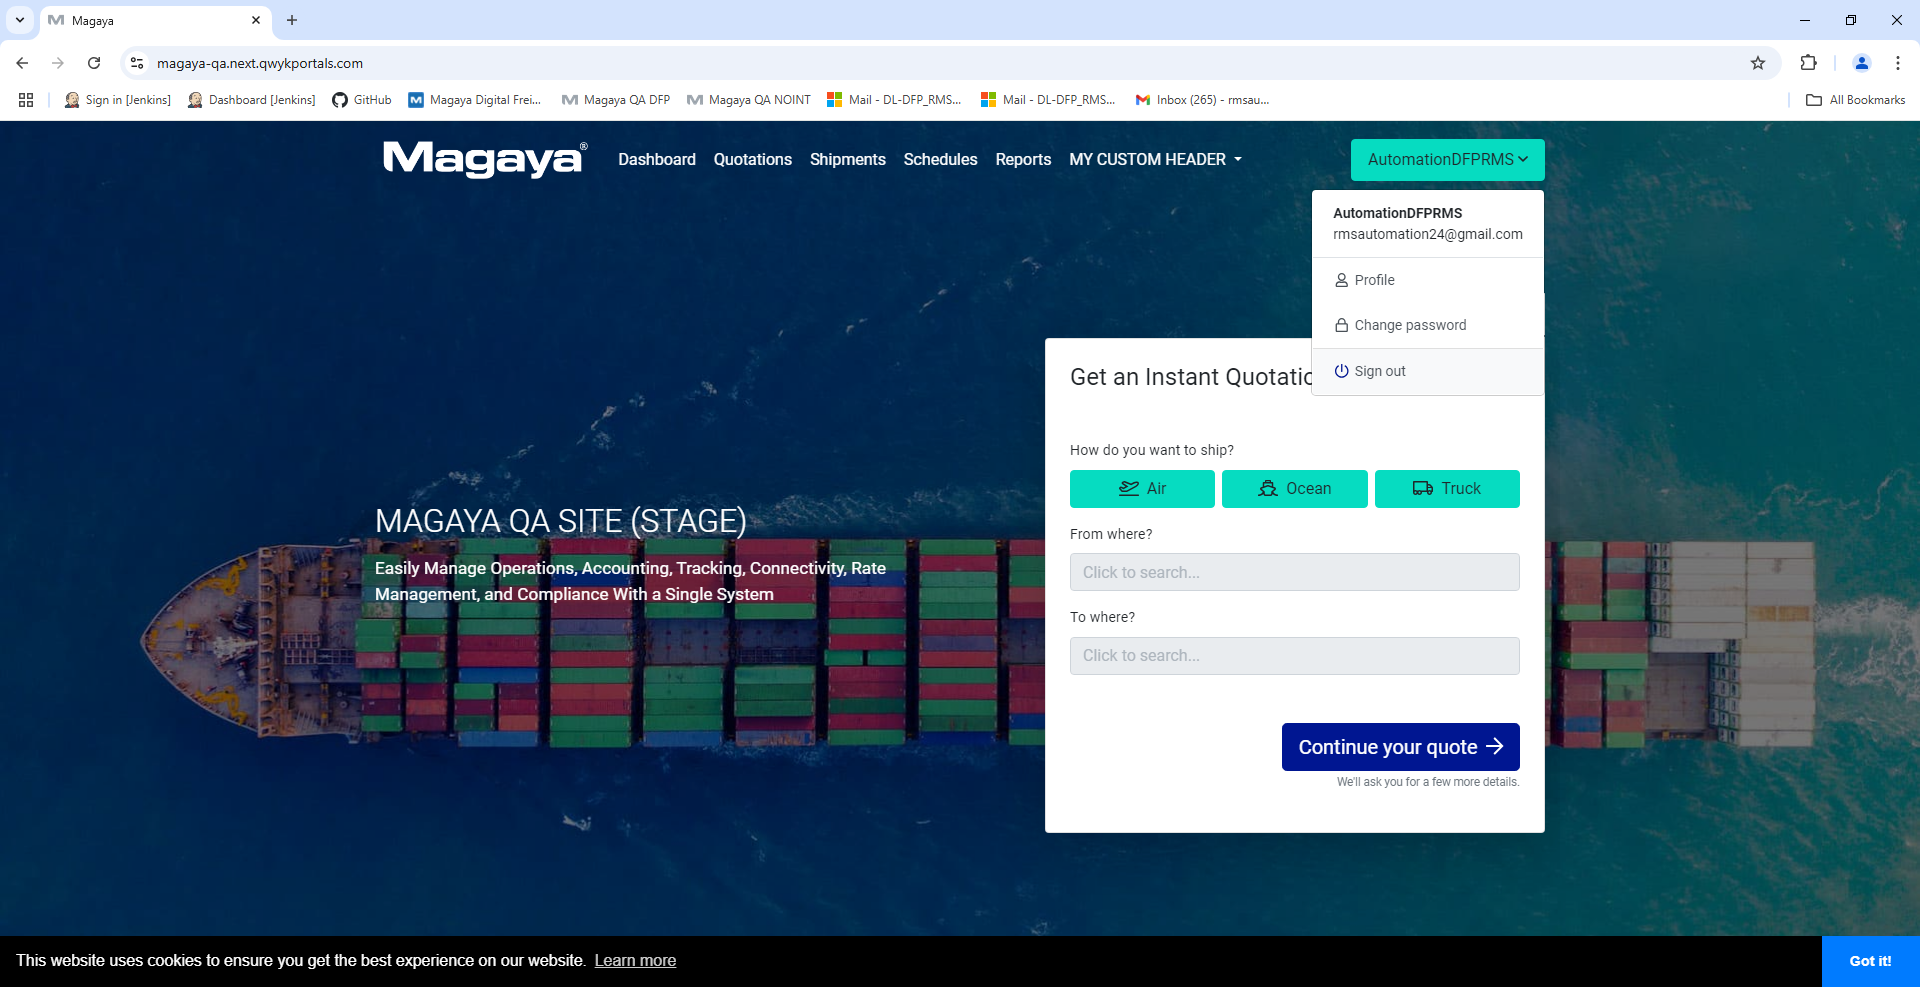 Magaya
magaya-qa.next.qwykportals.com
Sign in [Jenkins]
Dashboard [Jenkins]
GitHub
Magaya Digital Frei...
Magaya QA DFP
Magaya QA NOINT
Mail - DL-DFP_RMS...
Mail - DL-DFP_RMS...
Inbox (265) - rmsau...
All Bookmarks
Magaya®
Dashboard
Quotations
Shipments
Schedules
Reports
MY CUSTOM HEADER
AutomationDFPRMS
AutomationDFPRMS
rmsautomation24@gmail.com
Profile
Change password
Sign out
Get an Instant Quotatio
How do you want to ship?
Air
Ocean
Truck
From where?
Click to search...
To where?
Click to search...
Continue your quote
We'll ask you for a few more details.
MAGAYA QA SITE (STAGE)
Easily Manage Operations, Accounting, Tracking, Connectivity, Rate
Management, and Compliance With a Single System
This website uses cookies to ensure you get the best experience on our website. Learn more
Got it!